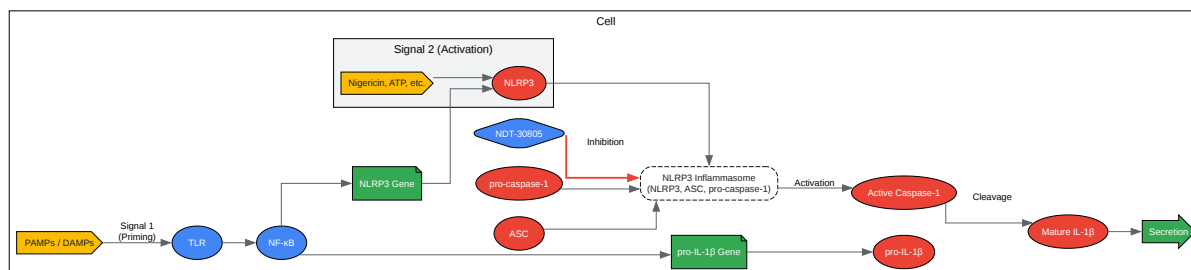 Cell
Signal 2 (Activation)
Nigericin, ATP, etc.
NLRP3
NDT-30805
Inhibition
NLRP3 Gene
pro-caspase-1
NLRP3 Inflammasome
(NLRP3, ASC, pro-caspase-1)
Activation
Active Caspase-1
Cleavage
PAMPs / DAMPs
Signal 1
(Priming)
TLR
NF-κB
ASC
pro-IL-1β Gene
pro-IL-1β
Mature IL-1β
Secretion